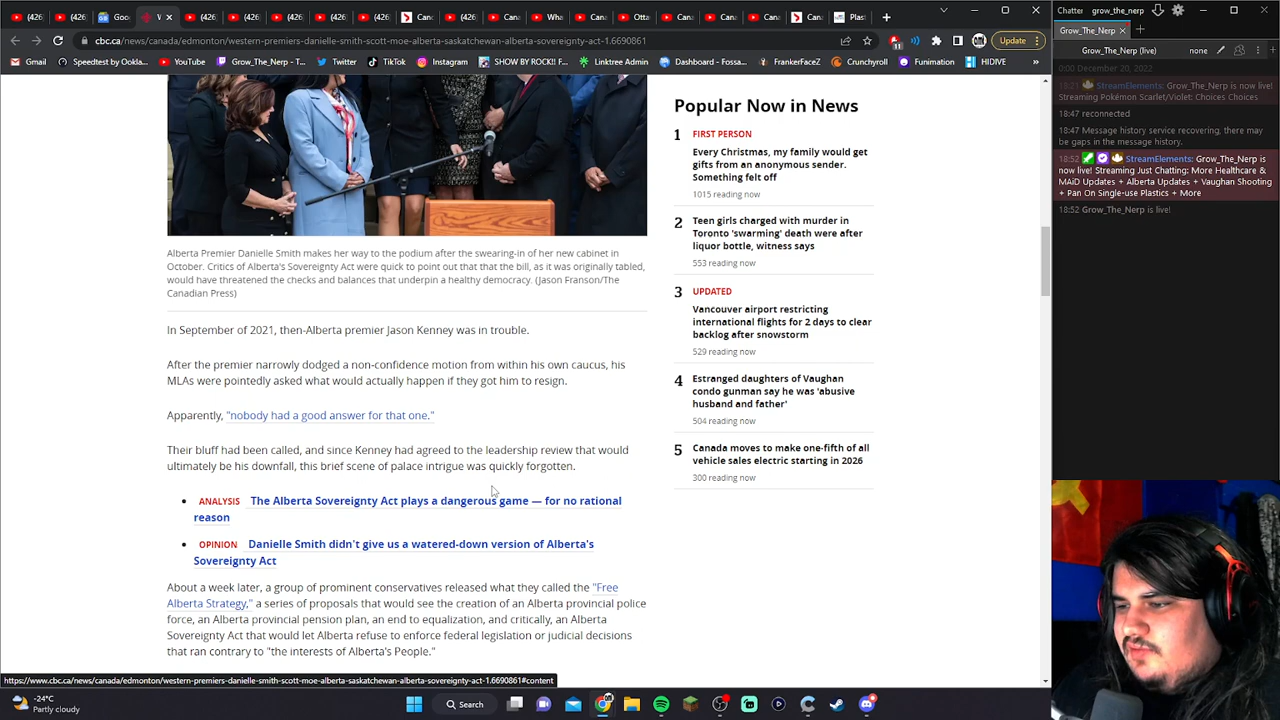 (426
Goo
W
(426
(426
(426
(426
(426
Can
(426
Can
Wha
Can
Otta
Can
(426
Can
Can
Plast
cbc.ca/news/canada/edmonton/western-premiers-danielle-smith-scott-moe-alberta-saskatchewan-alberta-sovereignty-act-1.6690861
11
Update
Gmail
Speedtest by Ookla...
YouTube
Grow_The_Nerp - T...
Twitter
TikTok
Instagram
SHOW BY ROCK!! F...
Linktree Admin
Dashboard - Fossa...
FrankerFaceZ
Crunchyroll
Funimation
HIDIVE
Alberta Premier Danielle Smith makes her way to the podium after the swearing-in of her new cabinet in
October. Critics of Alberta's Sovereignty Act were quick to point out that that the bill, as it was originally tabled,
would have threatened the checks and balances that underpin a healthy democracy. (Jason Franson/The
Canadian Press)
In September of 2021, then-Alberta premier Jason Kenney was in trouble.
After the premier narrowly dodged a non-confidence motion from within his own caucus, his
MLAs were pointedly asked what would actually happen if they got him to resign.
Apparently, "nobody had a good answer for that one."
Their bluff had been called, and since Kenney had agreed to the leadership review that would
ultimately be his downfall, this brief scene of palace intrigue was quickly forgotten.
ANALYSIS The Alberta Sovereignty Act plays a dangerous game — for no rational
reason
OPINION Danielle Smith didn't give us a watered-down version of Alberta's
Sovereignty Act
About a week later, a group of prominent conservatives released what they called the "Free
Alberta Strategy," a series of proposals that would see the creation of an Alberta provincial police
force, an Alberta provincial pension plan, an end to equalization, and critically, an Alberta
Sovereignty Act that would let Alberta refuse to enforce federal legislation or judicial decisions
that ran contrary to "the interests of Alberta's People."
Popular Now in News
1 FIRST PERSON
Every Christmas, my family would get
gifts from an anonymous sender.
Something felt off
1015 reading now
2 Teen girls charged with murder in
Toronto 'swarming' death were after
liquor bottle, witness says
553 reading now
3 UPDATED
Vancouver airport restricting
international flights for 2 days to clear
backlog after snowstorm
529 reading now
4 Estranged daughters of Vaughan
condo gunman say he was 'abusive
husband and father'
504 reading now
5 Canada moves to make one-fifth of all
vehicle sales electric starting in 2026
300 reading now
https://www.cbc.ca/news/canada/edmonton/western-premiers-danielle-smith-scott-moe-alberta-saskatchewan-alberta-sovereignty-act-1.6690861#content
-24°C
Partly cloudy
Search
Chatter
grow_the_nerp
Grow_The_Nerp
Grow_The_Nerp (live)
none
0:00 December 20, 2022
18:21 StreamElements: Grow_The_Nerp is now live!
Streaming Pokémon Scarlet/Violet: Choices Choices
18:47 reconnected
18:47 Message history service recovering, there may
be gaps in the message history.
18:52 StreamElements: Grow_The_Nerp is
now live! Streaming Just Chatting: More Healthcare &
MAiD Updates + Alberta Updates + Vaughan Shooting
+ Pan On Single-use Plastics + More
18:52 Grow_The_Nerp is live!